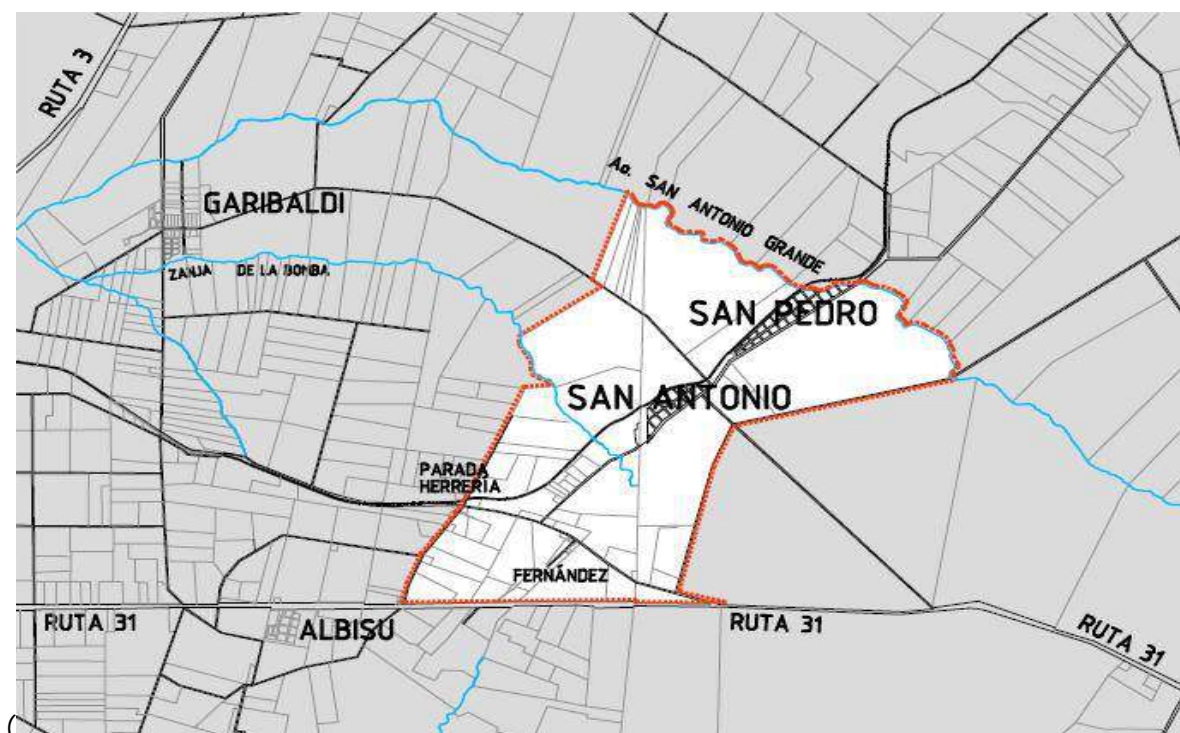 RUTA 3
Ao. SAN ANTONIO GRANDE
GARIBALDI
ZANJA DE LA BOMBA
SAN PEDRO
SAN ANTONIO
PARADA
HERRERÍA
FERNÁNDEZ
RUTA 31
ALBISU
RUTA 31
RUTA 31
(